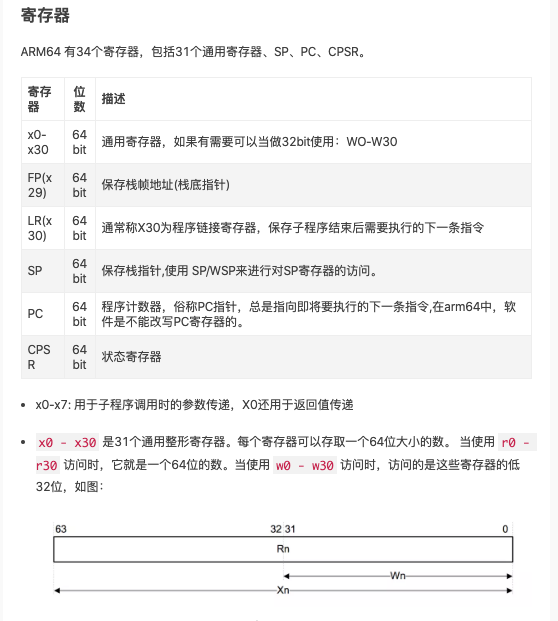 寄存器
ARM64 有34个寄存器，包括31个通用寄存器、SP、PC、CPSR。
寄存器 位数 描述
x0-x30 64 bit 通用寄存器，如果有需要可以当做32bit使用：WO-W30
FP(x29) 64 bit 保存栈帧地址(栈底指针)
LR(x30) 64 bit 通常称X30为程序链接寄存器，保存子程序结束后需要执行的下一条指令
SP 64 bit 保存栈指针,使用 SP/WSP来进行对SP寄存器的访问。
PC 64 bit 程序计数器，俗称PC指针，总是指向即将要执行的下一条指令,在arm64中，软
件是不能改写PC寄存器的。
CPSR 64 bit 状态寄存器
• x0-x7: 用于子程序调用时的参数传递，X0还用于返回值传递
• x0 - x30 是31个通用整形寄存器。每个寄存器可以存取一个64位大小的数。 当使用 r0 -
r30 访问时，它就是一个64位的数。当使用 w0 - w30 访问时，访问的是这些寄存器的低
32位，如图：
63 32 31 0
Rn
Wn
Xn